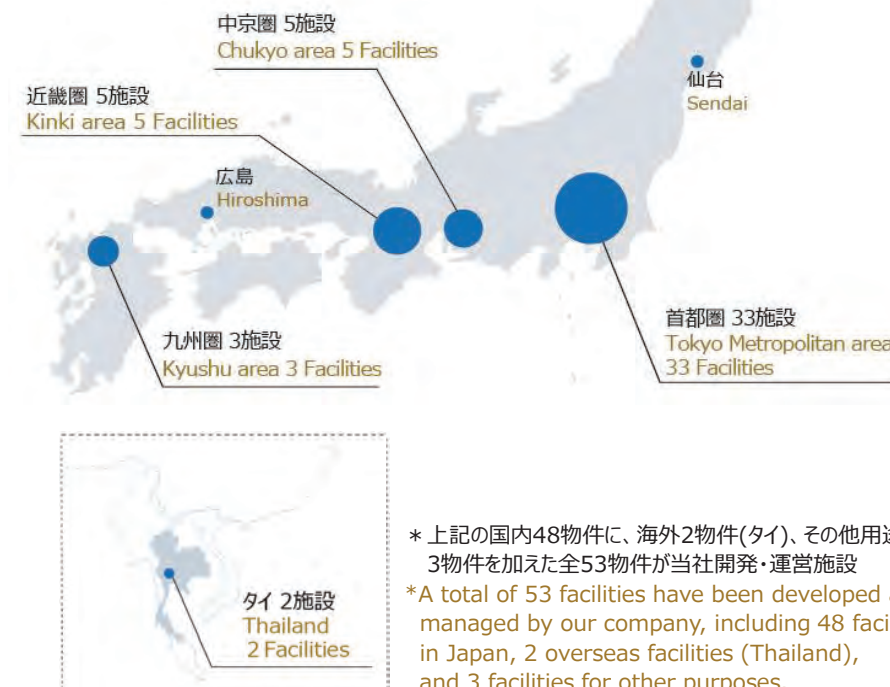 中京圏 5施設
Chukyo area 5 Facilities
近畿圏 5施設
Kinki area 5 Facilities
仙台
Sendai
広島
Hiroshima
九州圏 3施設
Kyushu area 3 Facilities
首都圏 33施設
Tokyo Metropolitan area
33 Facilities
タイ 2施設
Thailand
2 Facilities
*上記の国内48物件に、海外2物件(タイ)、その他用途
3物件を加えた全53物件が当社開発・運営施設
*A total of 53 facilities have been developed
managed by our company, including 48
in Japan, 2 overseas facilities (Thailand),
and 3 facilities for other purposes.